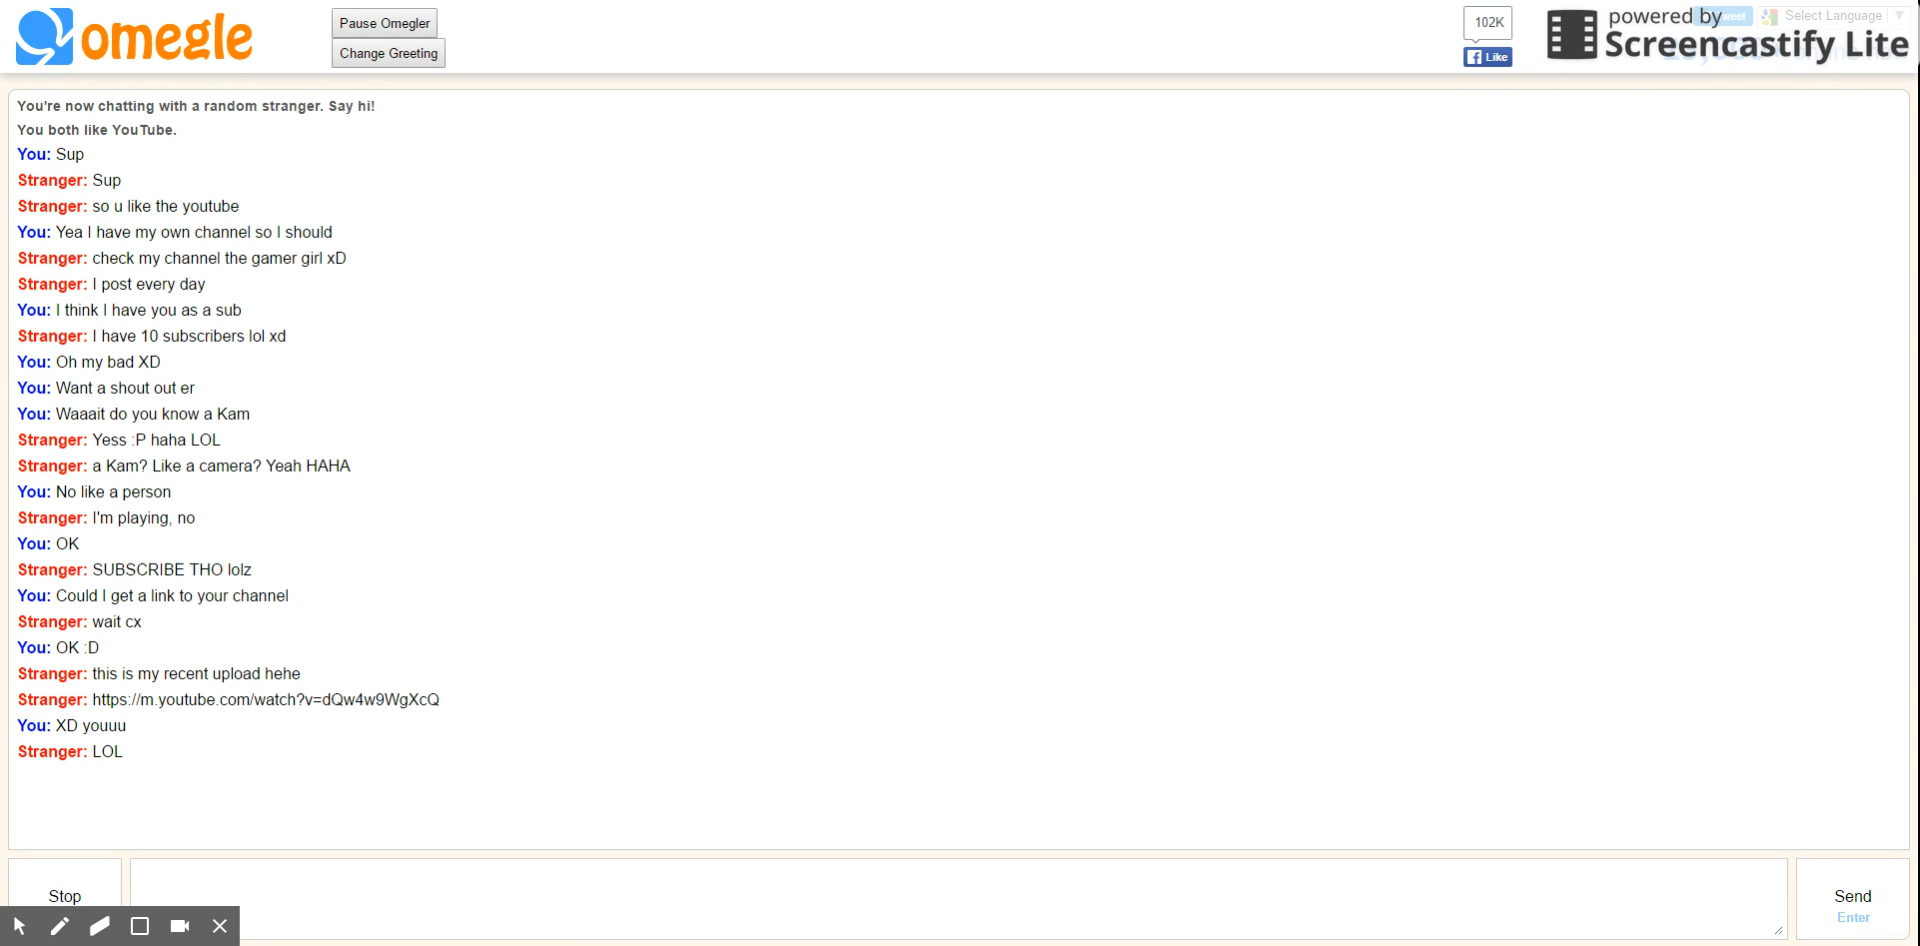 omegle
Pause Omegler
Change Greeting
102K
Like
powered by
Screencastify Lite
Tweet
Select Language
You're now chatting with a random stranger. Say hi!
You both like YouTube.
You: Sup
Stranger: Sup
Stranger: so u like the youtube
You: Yea I have my own channel so I should
Stranger: check my channel the gamer girl xD
Stranger: I post every day
You: I think I have you as a sub
Stranger: I have 10 subscribers lol xd
You: Oh my bad XD
You: Want a shout out er
You: Waaait do you know a Kam
Stranger: Yess :P haha LOL
Stranger: a Kam? Like a camera? Yeah HAHA
You: No like a person
Stranger: I'm playing, no
You: OK
Stranger: SUBSCRIBE THO lolz
You: Could I get a link to your channel
Stranger: wait cx
You: OK :D
Stranger: this is my recent upload hehe
Stranger: https://m.youtube.com/watch?v=dQw4w9WgXcQ
You: XD youuu
Stranger: LOL
Stop
Send
Enter